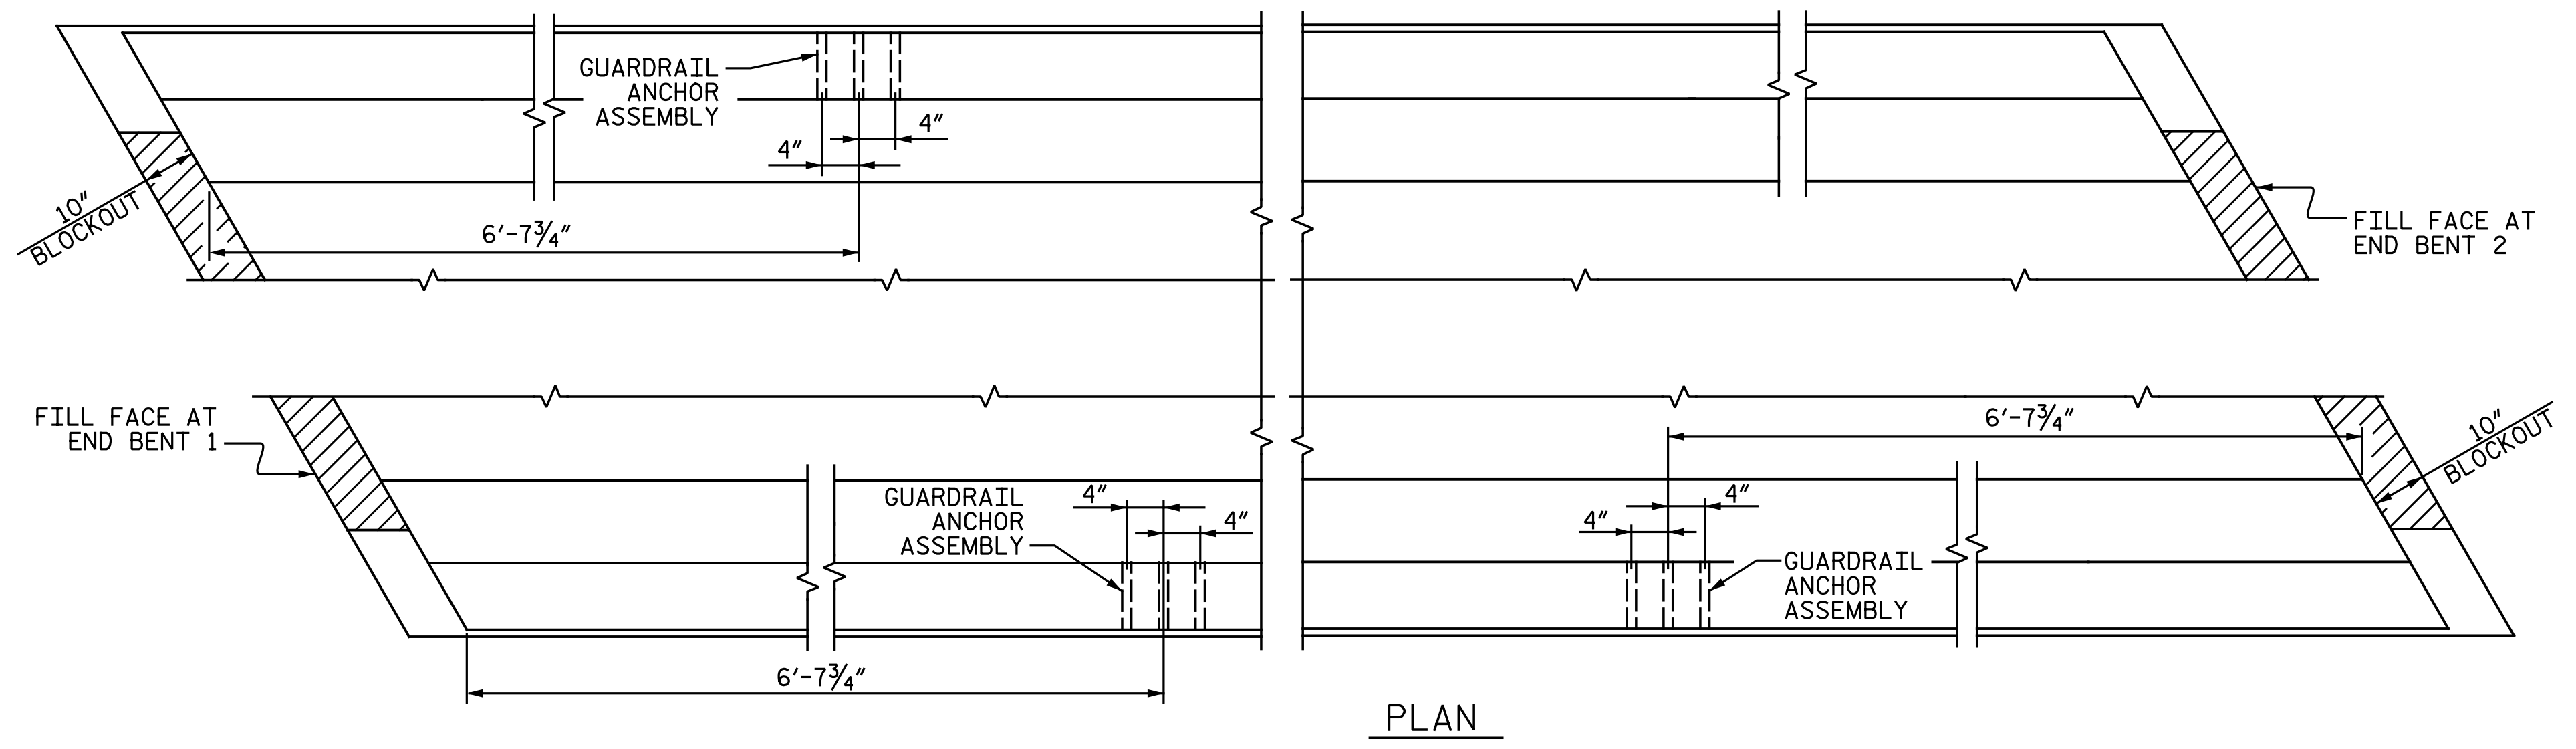 GUARDRAIL
ANCHOR
ASSEMBLY
4"
4"
10"
BLOCKOUT
6'-7¾"
FILL FACE AT
END BENT 2
FILL FACE AT
END BENT 1
6'-7¾"
10"
BLOCKOUT
GUARDRAIL
ANCHOR
ASSEMBLY
4"
4"
4"
4"
GUARDRAIL
ANCHOR
ASSEMBLY
6'-7¾"
PLAN